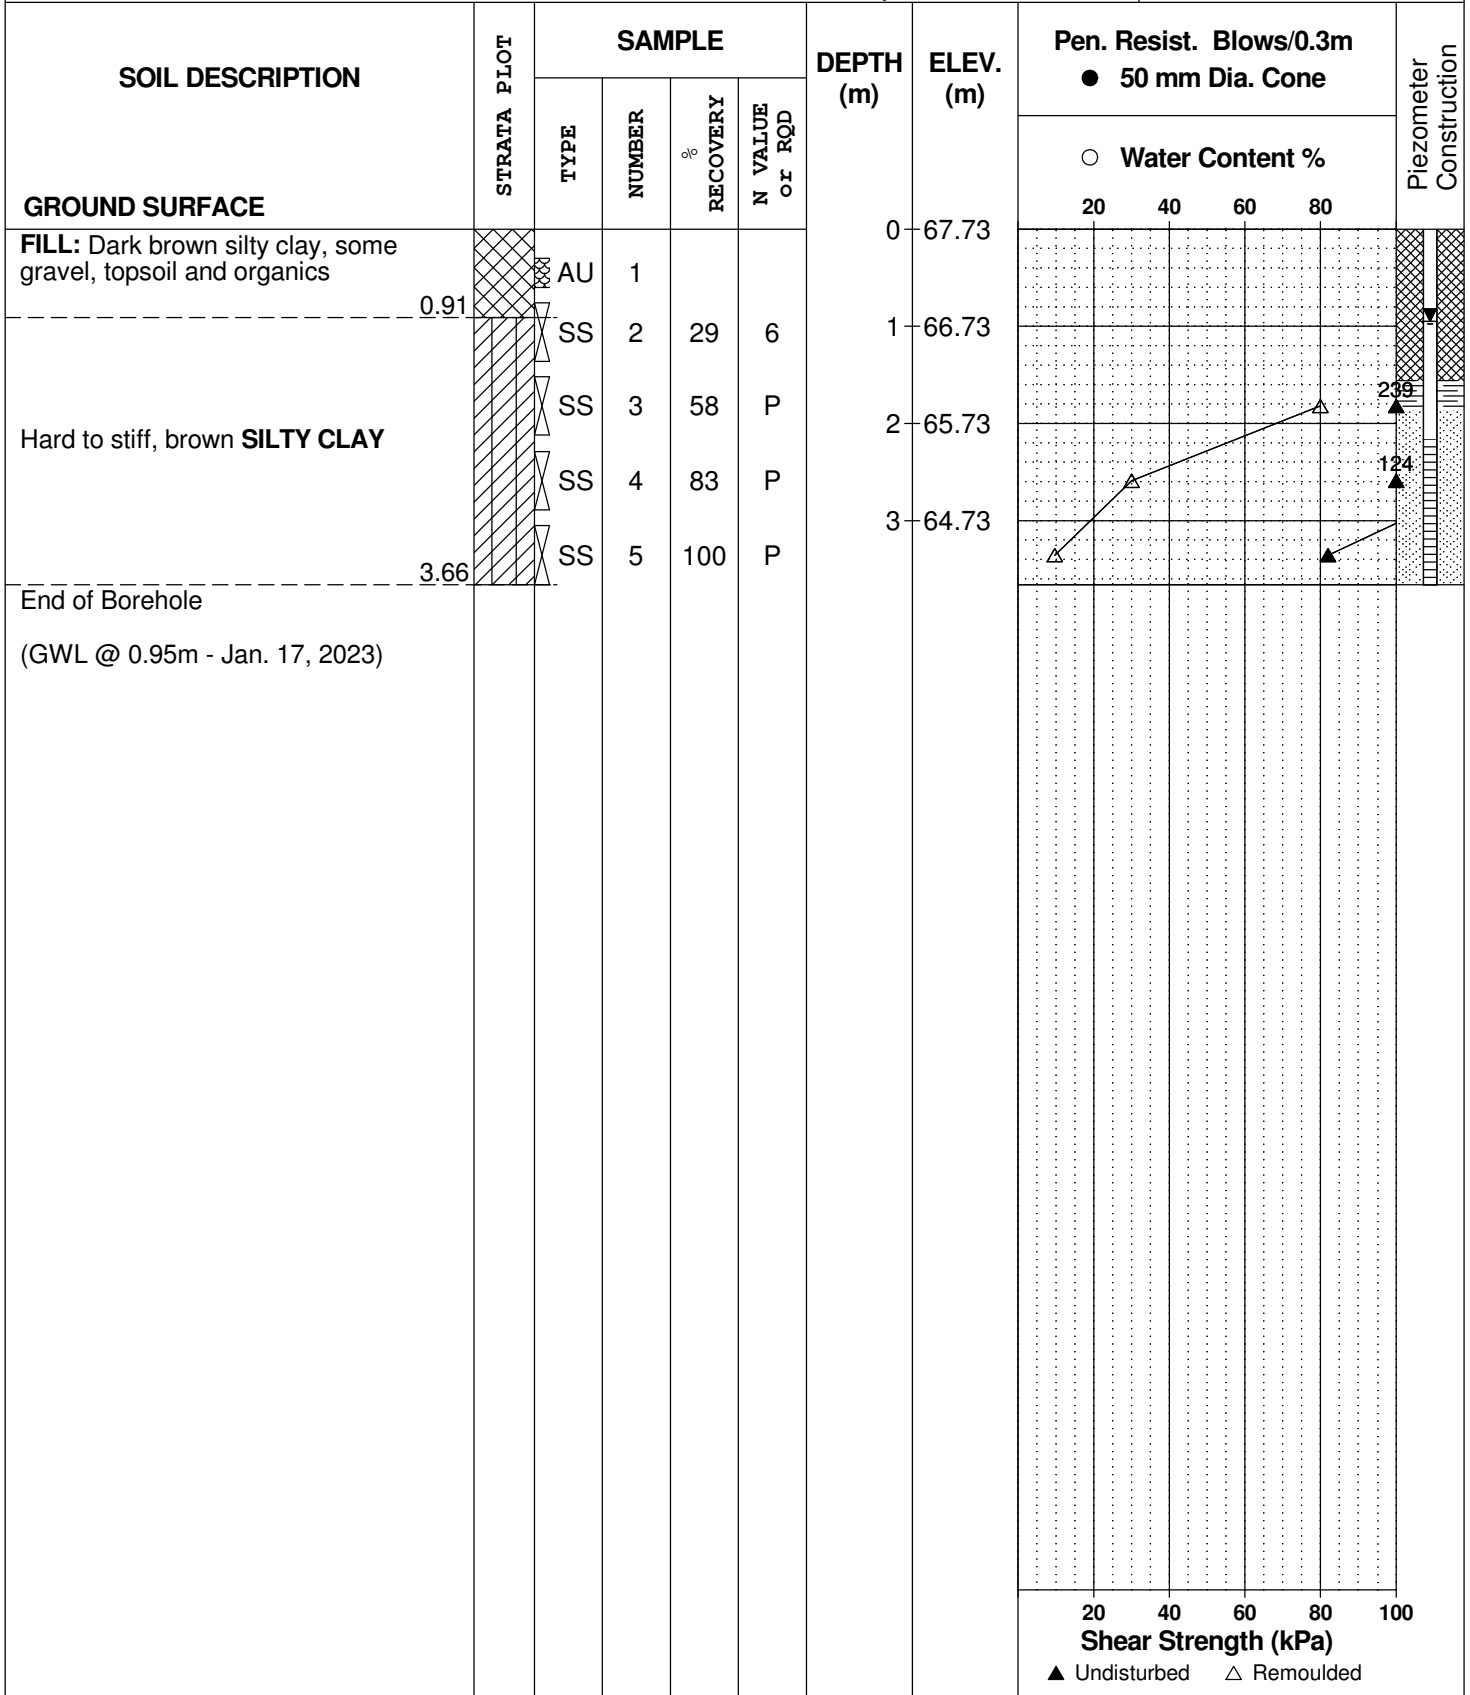 SOIL DESCRIPTION
GROUND SURFACE
STRATA PLOT
SAMPLE
TYPE
NUMBER
% RECOVERY
N VALUE
or RQD
DEPTH
(m)
ELEV.
(m)
Pen. Resist. Blows/0.3m
● 50 mm Dia. Cone
○ Water Content %
20 40 60 80
Piezometer
Construction
FILL: Dark brown silty clay, some
gravel, topsoil and organics
0.91
Hard to stiff, brown SILTY CLAY
3.66
End of Borehole
(GWL @ 0.95m - Jan. 17, 2023)
AU 1
SS 2 29 6
SS 3 58 P
SS 4 83 P
SS 5 100 P
0 67.73
1 66.73
2 65.73
3 64.73
239
124
20 40 60 80 100
Shear Strength (kPa)
▲ Undisturbed △ Remoulded